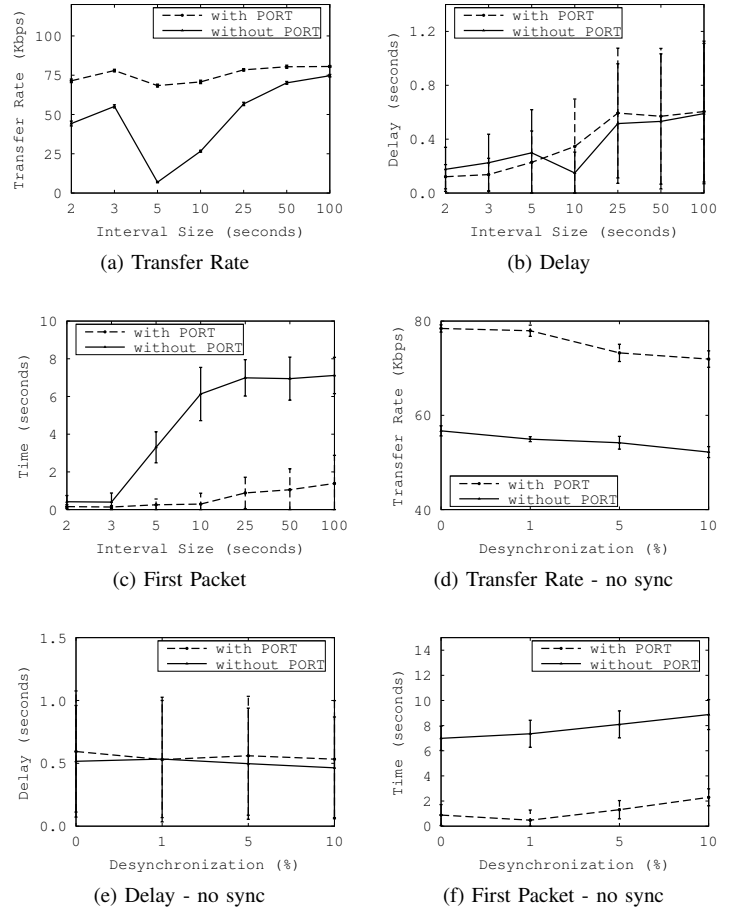 with PORT
without PORT
Transfer Rate (Kbps)
100
75
50
25
0
2 3 5 10 25 50 100
Interval Size (seconds)
(a) Transfer Rate
with PORT
without PORT
Delay (seconds)
1.2
0.8
0.4
0.0
2 3 5 10 25 50 100
Interval Size (seconds)
(b) Delay
with PORT
without PORT
Time (seconds)
10
8
6
4
2
0
2 3 5 10 25 50 100
Interval Size (seconds)
(c) First Packet
Transfer Rate (Kbps)
80
60
40
with PORT
without PORT
0 1 5 10
Desynchronization (%)
(d) Transfer Rate - no sync
with PORT
without PORT
Delay (seconds)
1.5
1.0
0.5
0.0
0 1 5 10
Desynchronization (%)
(e) Delay - no sync
with PORT
without PORT
Time (seconds)
14
12
10
8
6
4
2
0
0 1 5 10
Desynchronization (%)
(f) First Packet - no sync